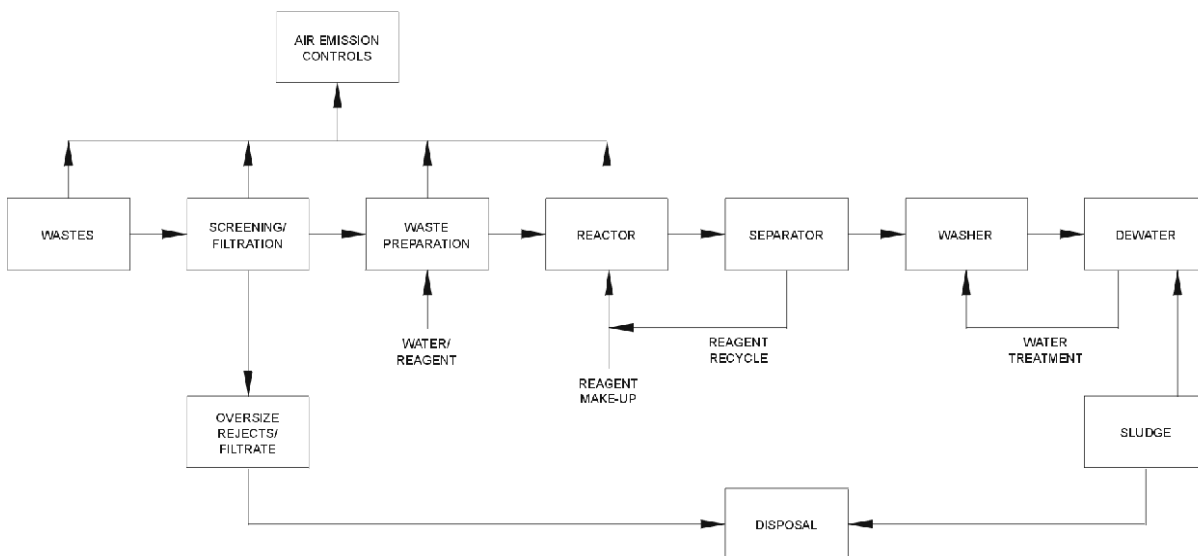 AIR EMISSION
CONTROLS
WASTES
SCREENING/
FILTRATION
WASTE
PREPARATION
REACTOR
SEPARATOR
WASHER
DEWATER
WATER/
REAGENT
REAGENT
RECYCLE
WATER
TREATMENT
REAGENT
MAKE-UP
OVERSIZE
REJECTS/
FILTRATE
SLUDGE
DISPOSAL